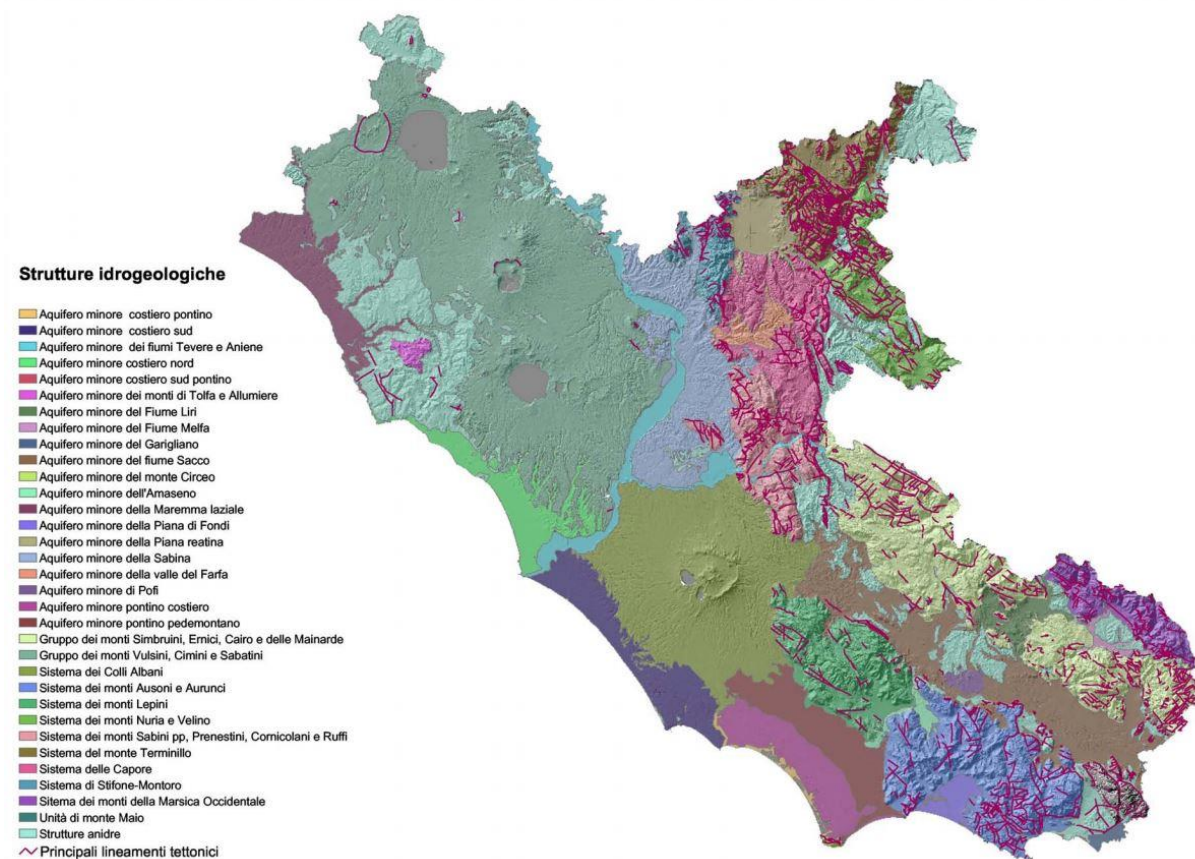 Strutture idrogeologiche
Aquifero minore costiero pontino
Aquifero minore costiero sud
Aquifero minore dei fiumi Tevere e Aniene
Aquifero minore costiero nord
Aquifero minore costiero sud pontino
Aquifero minore dei monti di Tolfa e Allumiere
Aquifero minore del Fiume Liri
Aquifero minore del Fiume Melfa
Aquifero minore del Garigliano
Aquifero minore del fiume Sacco
Aquifero minore del monte Circeo
Aquifero minore dell'Amaseno
Aquifero minore della Maremma laziale
Aquifero minore della Piana di Fondi
Aquifero minore della Piana reatina
Aquifero minore della Sabina
Aquifero minore della valle del Farfa
Aquifero minore di Pofi
Aquifero minore pontino costiero
Aquifero minore pontino pedemontano
Gruppo dei monti Simbruini, Ernici, Cairo e delle Mainarde
Gruppo dei monti Vulsini, Cimini e Sabatini
Sistema dei Colli Albani
Sistema dei monti Ausoni e Aurunci
Sistema dei monti Lepini
Sistema dei monti Nuria e Velino
Sistema dei monti Sabini pp, Prenestini, Cornicolani e Ruffi
Sistema del monte Terminillo
Sistema delle Capore
Sistema di Stifone-Montoro
Sitema dei monti della Marsica Occidentale
Unità di monte Maio
Strutture anidre
Principali lineamenti tettonici